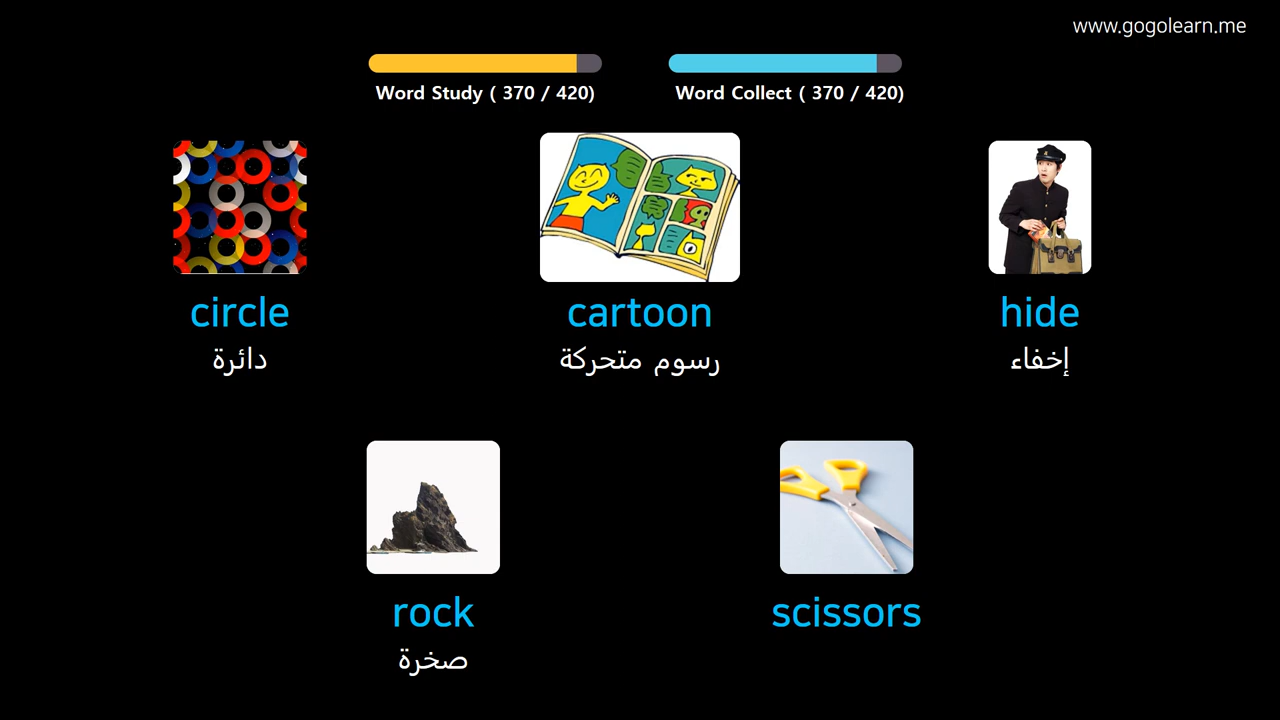 www.gogolearn.me
Word Study ( 370 / 420)
Word Collect ( 370 / 420)
circle
دائرة
cartoon
رسوم متحركة
hide
إخفاء
rock
صخرة
scissors